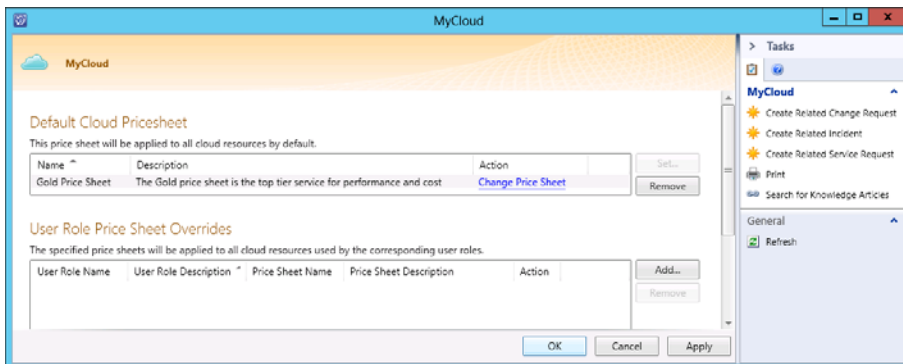 MyCloud
MyCloud
Default Cloud Pricesheet
This price sheet will be applied to all cloud resources by default.
Name Description Action
Gold Price Sheet The Gold price sheet is the top tier service for performance and cost Change Price Sheet
Set...
Remove
User Role Price Sheet Overrides
The specified price sheets will be applied to all cloud resources used by the corresponding user roles.
User Role Name User Role Description Price Sheet Name Price Sheet Description Action
Add...
Remove
OK Cancel Apply
> Tasks
MyCloud
Create Related Change Request
Create Related Incident
Create Related Service Request
Print
Search for Knowledge Articles
General
Refresh